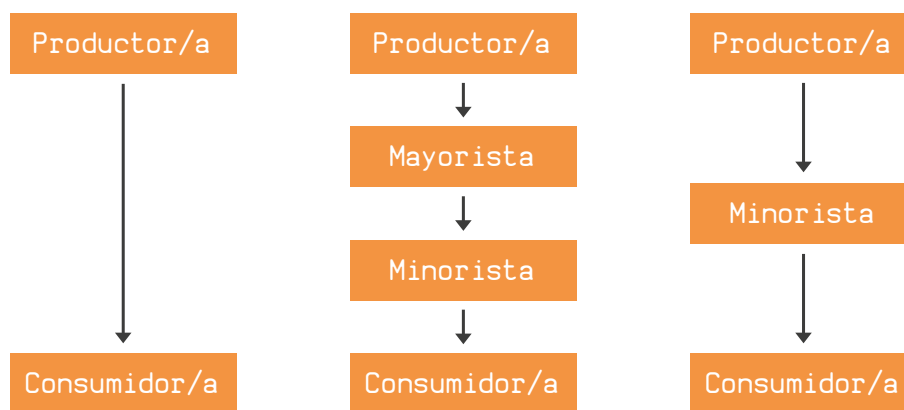 Productor/a
Consumidor/a
Productor/a
Mayorista
Minorista
Consumidor/a
Productor/a
Minorista
Consumidor/a